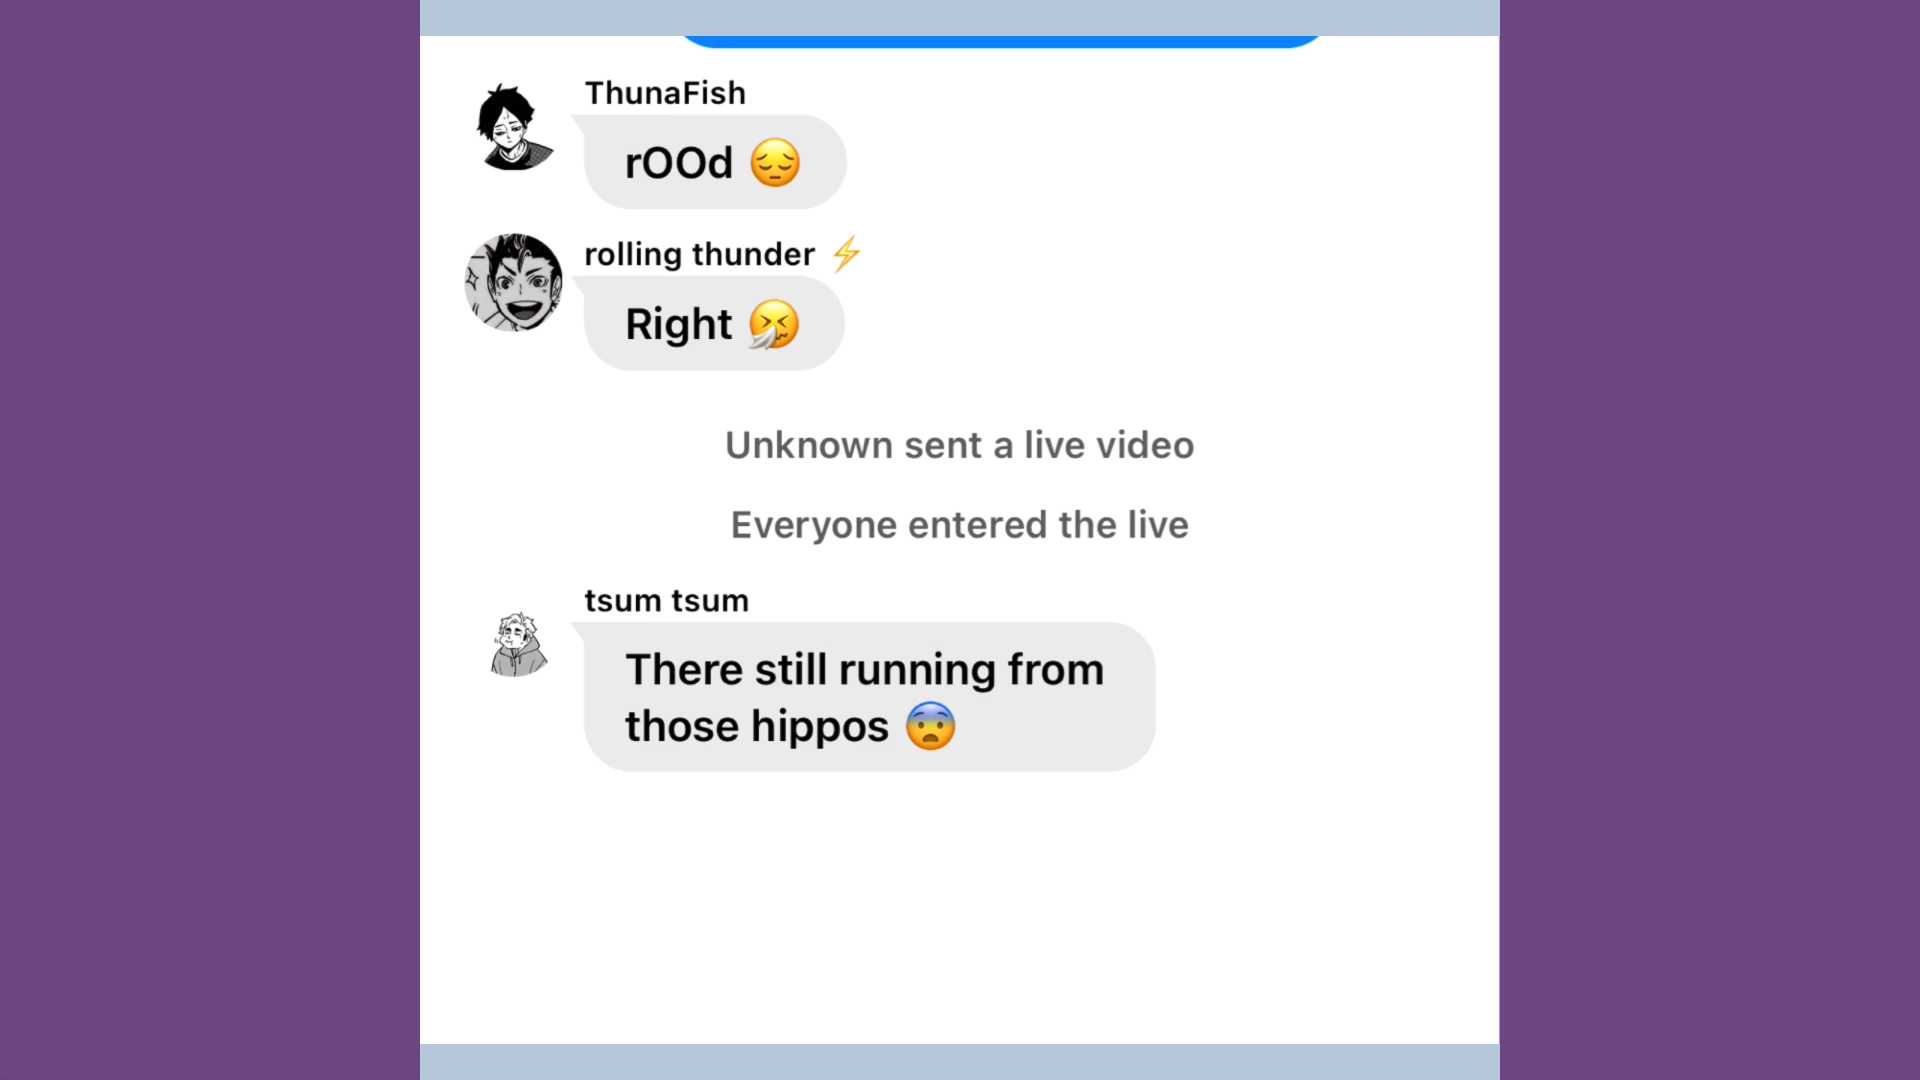 ThunaFish
rOOd 😔
rolling thunder ⚡
Right 🤧
Unknown sent a live video
Everyone entered the live
tsum tsum
There still running from
those hippos 😨